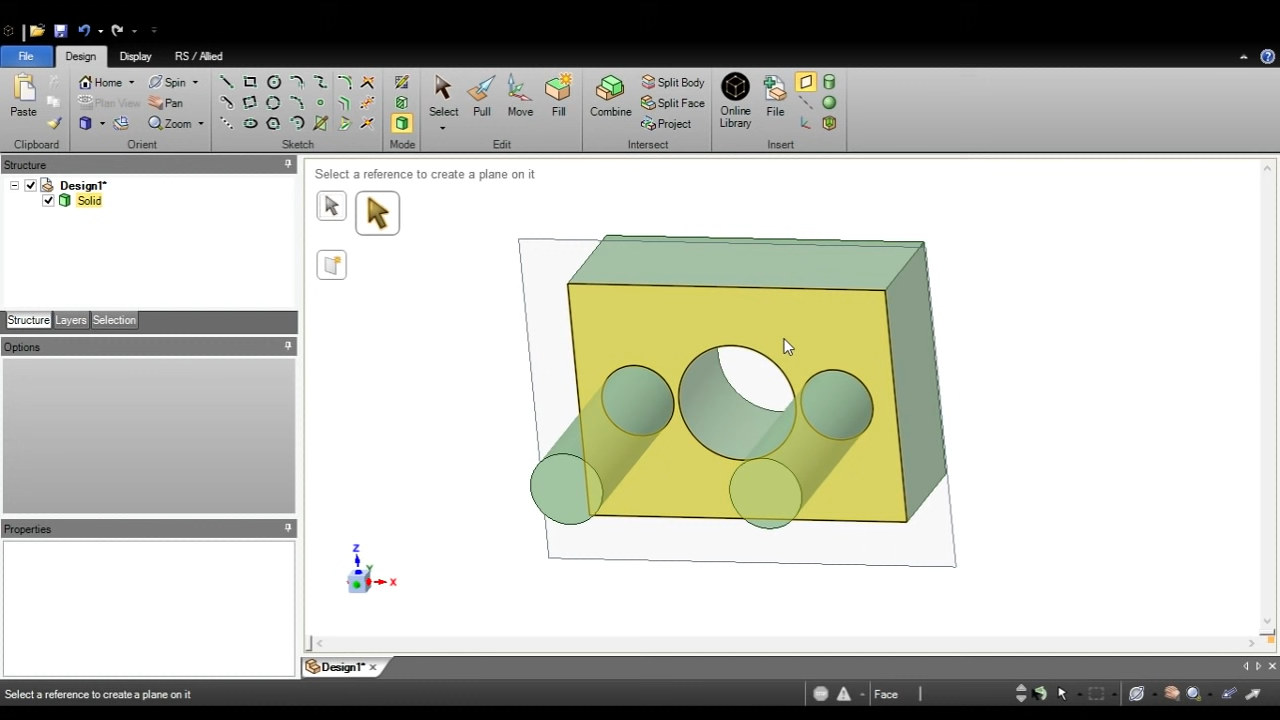 File Design Display RS / Allied
Paste
Home
Plan View
Spin
Pan
Zoom
Select
Pull
Move
Fill
Combine
Split Body
Split Face
Project
Online
Library
File
Clipboard Orient Sketch Mode Edit Intersect Insert
Structure
Design1*
Solid
Structure Layers Selection
Options
Properties
Select a reference to create a plane on it
Z
Y
X
Design1*
Select a reference to create a plane on it
Face